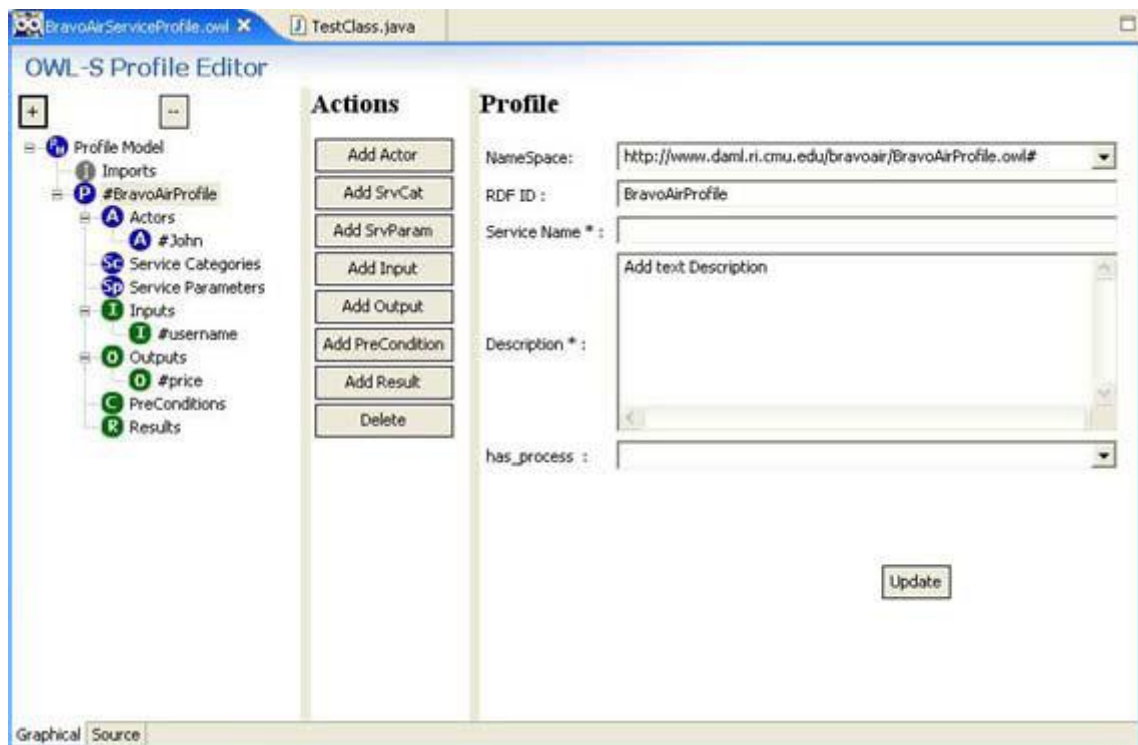 BravoAirServiceProfile.owl
TestClass.java
OWL-S Profile Editor
+
--
Profile Model
Imports
#BravoAirProfile
Actors
#John
Service Categories
Service Parameters
Inputs
#username
Outputs
#price
PreConditions
Results
Actions
Add Actor
Add SrvCat
Add SrvParam
Add Input
Add Output
Add PreCondition
Add Result
Delete
Profile
NameSpace: http://www.daml.ri.cmu.edu/bravoair/BravoAirProfile.owl#
RDF ID : BravoAirProfile
Service Name * :
Description * : Add text Description
has_process :
Update
Graphical Source